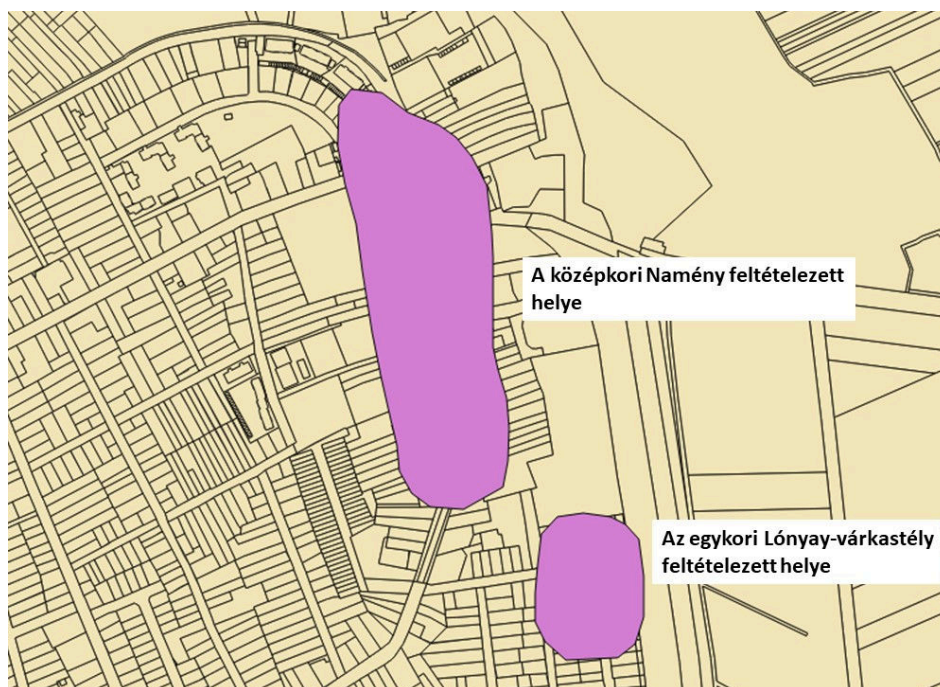 A középkori Namény feltételezett
helye
Az egykori Lónyay-várkastély
feltételezett helye